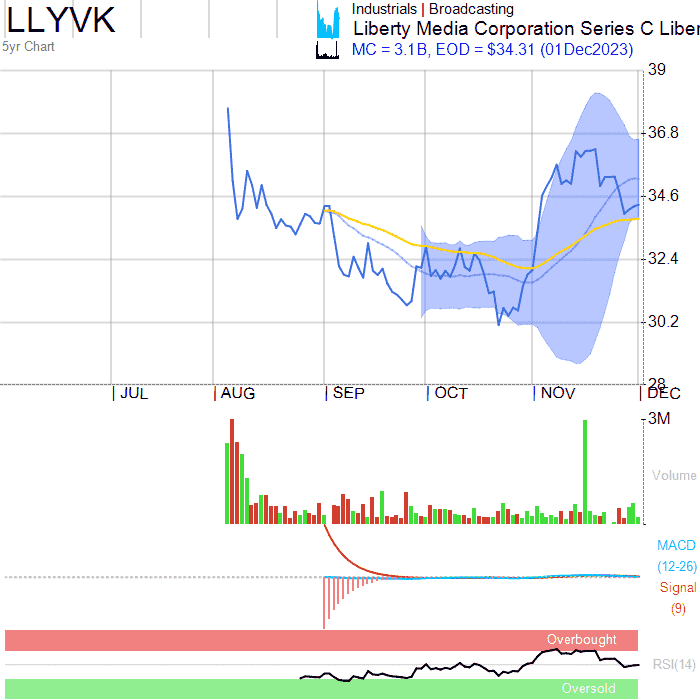 LLYVK
5yr Chart
Industrials | Broadcasting
Liberty Media Corporation Series C Liber
MC = 3.1B, EOD = $34.31 (01Dec2023)
39
36.8
34.6
32.4
30.2
28
JUL
AUG
SEP
OCT
NOV
DEC
3M
Volume
MACD
(12-26)
Signal
(9)
Overbought
RSI(14)
Oversold